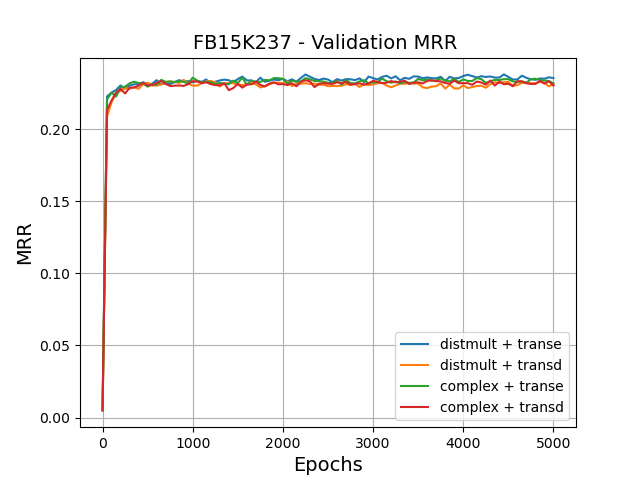 FB15K237 - Validation MRR
MRR
0.20
0.15
0.10
0.05
0.00
0
1000
2000
3000
4000
5000
Epochs
distmult + transe
distmult + transd
complex + transe
complex + transd